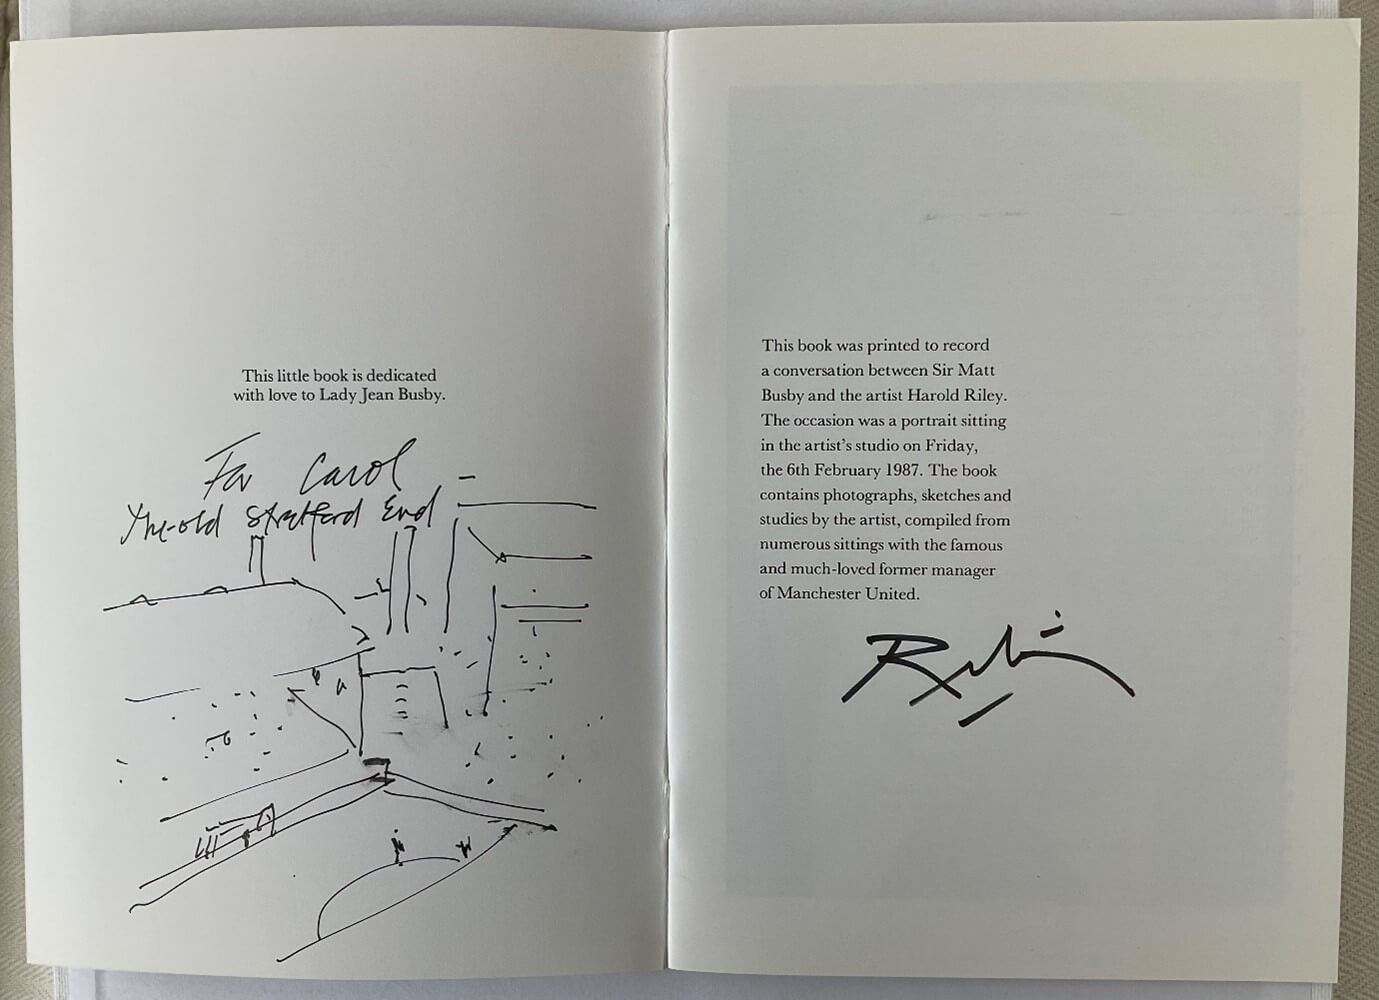 This little book is dedicated
with love to Lady Jean Busby.
For Carol
The old Stretford End
This book was printed to record
a conversation between Sir Matt
Busby and the artist Harold Riley.
The occasion was a portrait sitting
in the artist's studio on Friday,
the 6th February 1987. The book
contains photographs, sketches and
studies by the artist, compiled from
numerous sittings with the famous
and much-loved former manager
of Manchester United.
Riley